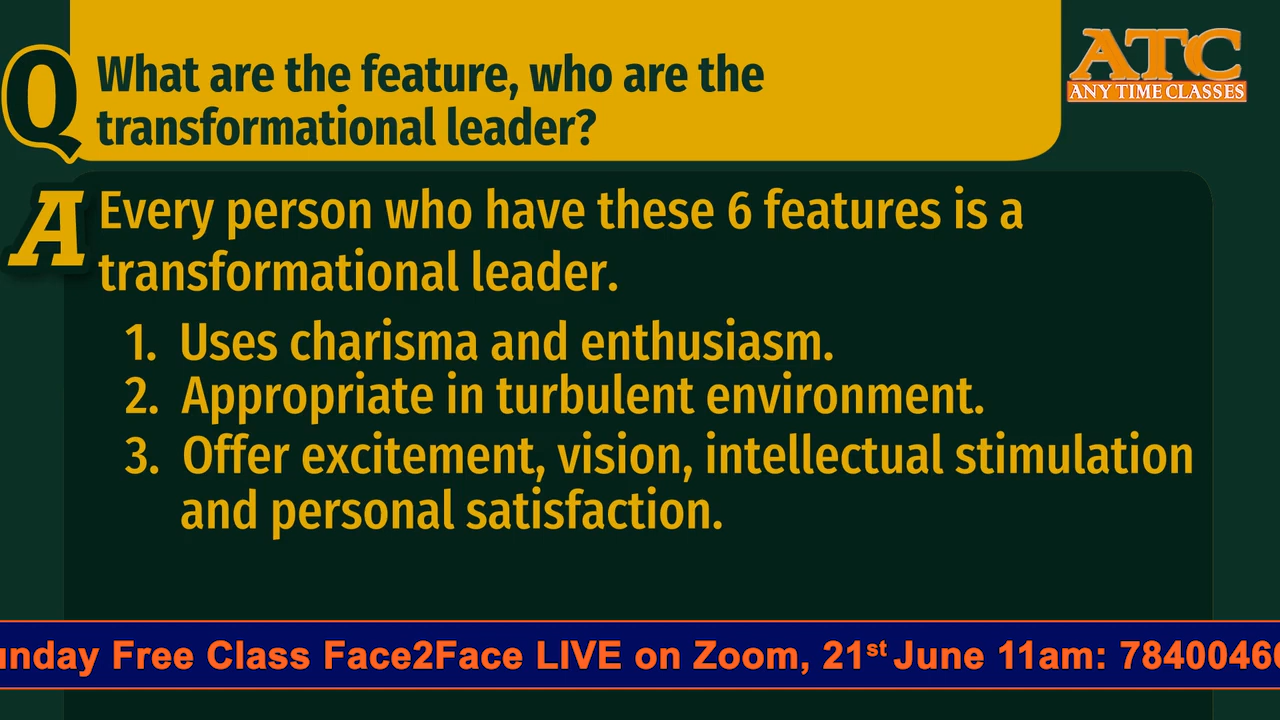 Q What are the feature, who are the
transformational leader?
ATC
ANY TIME CLASSES
A Every person who have these 6 features is a
transformational leader.
1. Uses charisma and enthusiasm.
2. Appropriate in turbulent environment.
3. Offer excitement, vision, intellectual stimulation
and personal satisfaction.
Free Class Face2Face LIVE on Zoom, 21st June 11am: